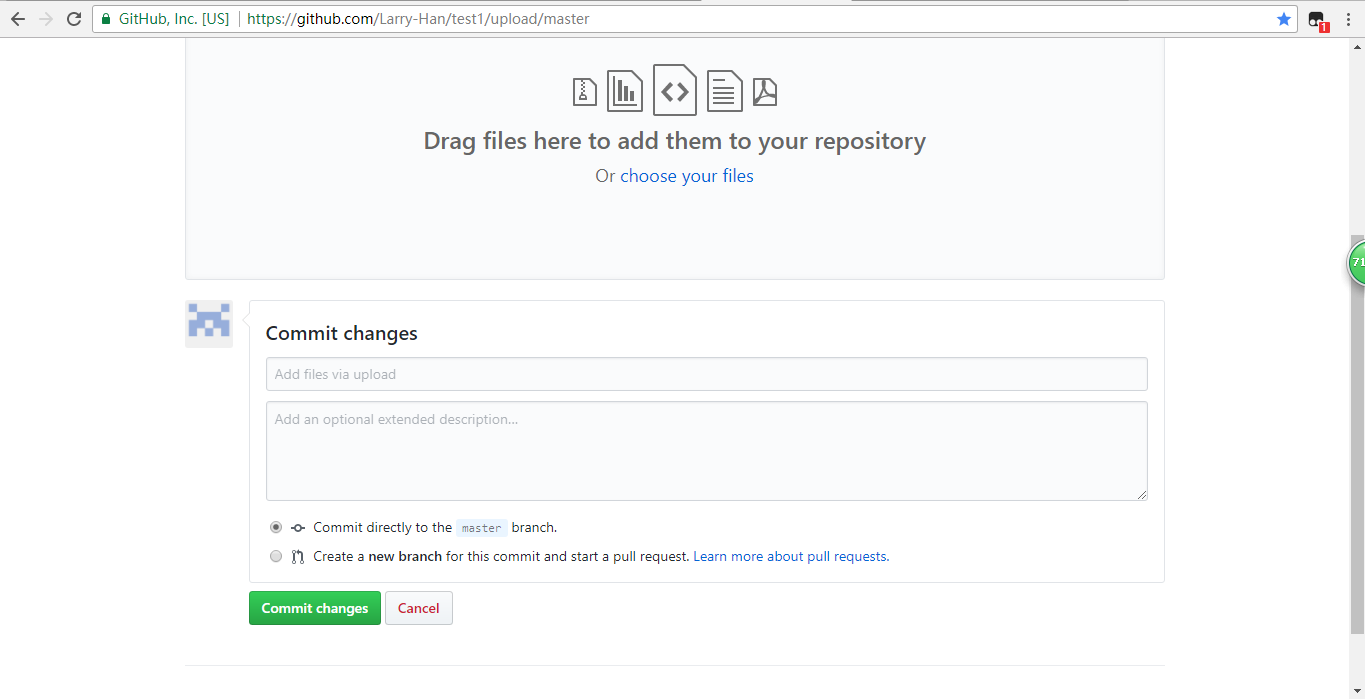 GitHub, Inc. [US] | https://github.com/Larry-Han/test1/upload/master
1
Drag files here to add them to your repository
Or choose your files
71
Commit changes
Add files via upload
Add an optional extended description...
Commit directly to the master branch.
Create a new branch for this commit and start a pull request. Learn more about pull requests.
Commit changes Cancel